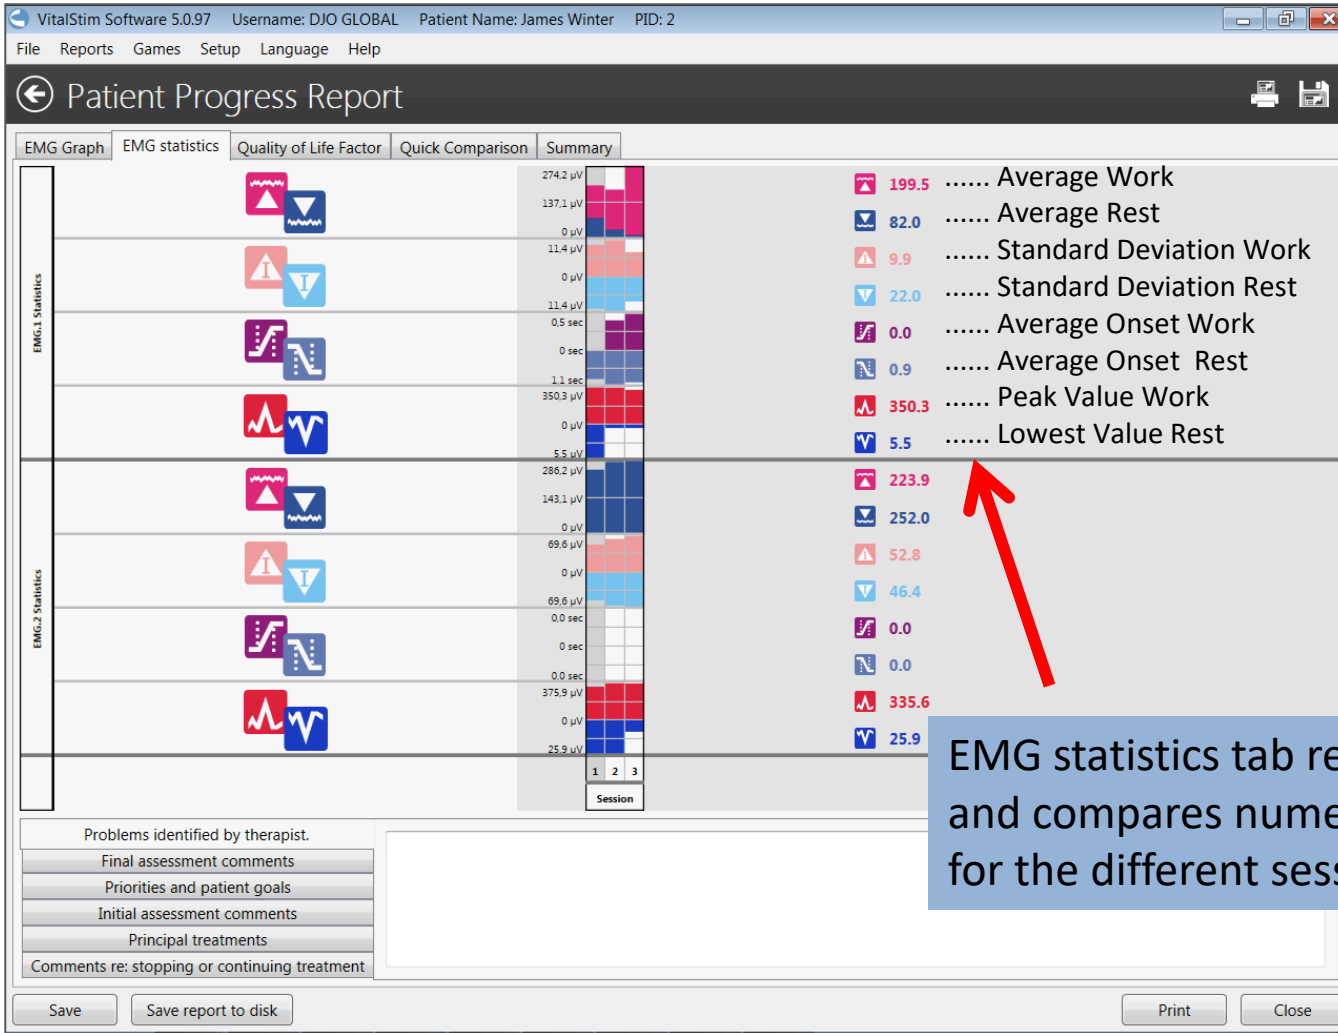 VitalStim Software 5.0.97 Username: DJO GLOBAL Patient Name: James Winter PID: 2
File Reports Games Setup Language Help
Patient Progress Report
EMG Graph EMG statistics Quality of Life Factor Quick Comparison Summary
EMG.1 Statistics
274,2 µV
137,1 µV
0 µV
11,4 µV
0 µV
11,4 µV
0,5 sec
0 sec
1,1 sec
350,3 µV
0 µV
5,5 µV
199.5 ...... Average Work
82.0 ...... Average Rest
9.9 ...... Standard Deviation Work
22.0 ...... Standard Deviation Rest
0.0 ...... Average Onset Work
0.9 ...... Average Onset Rest
350.3 ...... Peak Value Work
5.5 ...... Lowest Value Rest
EMG.2 Statistics
286,2 µV
143,1 µV
0 µV
69,6 µV
0 µV
69,6 µV
0,0 sec
0 sec
0,0 sec
375,9 µV
0 µV
25,9 µV
223.9
252.0
52.8
46.4
0.0
0.0
335.6
25.9
1 2 3
Session
EMG statistics tab re
and compares nume
for the different sess
Problems identified by therapist.
Final assessment comments
Priorities and patient goals
Initial assessment comments
Principal treatments
Comments re: stopping or continuing treatment
Save Save report to disk Print Close